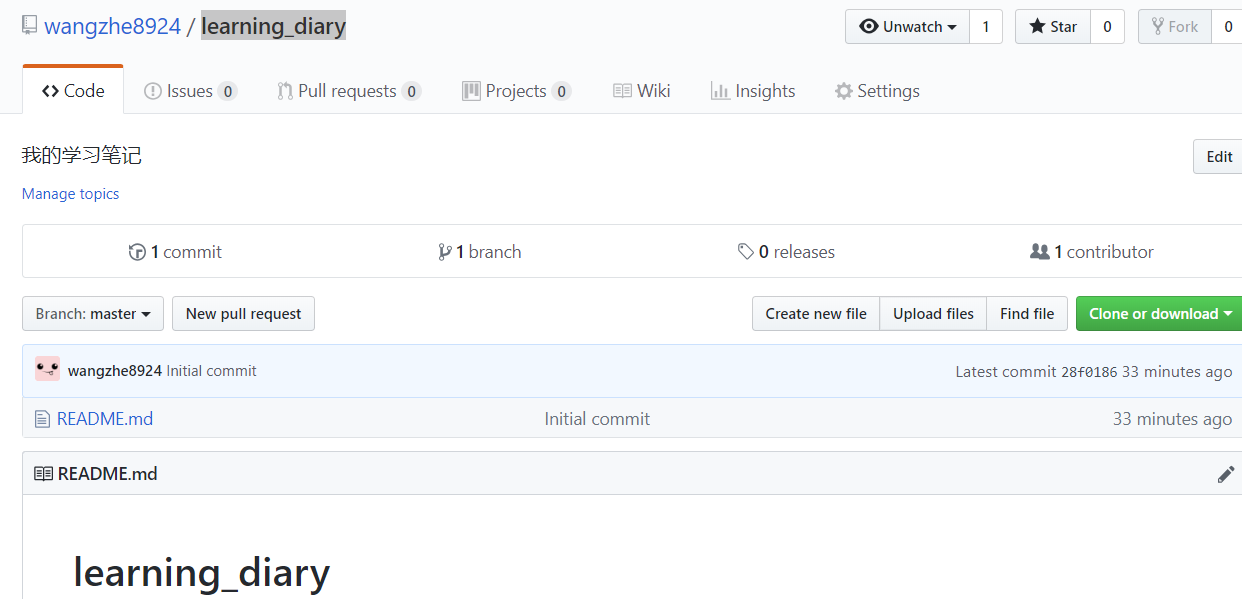 wangzhe8924 / learning_diary Unwatch 1 Star 0 Fork 0
Code Issues 0 Pull requests 0 Projects 0 Wiki Insights Settings
我的学习笔记 Edit
Manage topics
1 commit 1 branch 0 releases 1 contributor
Branch: master New pull request Create new file Upload files Find file Clone or download
wangzhe8924 Initial commit Latest commit 28f0186 33 minutes ago
README.md Initial commit 33 minutes ago
README.md
learning_diary